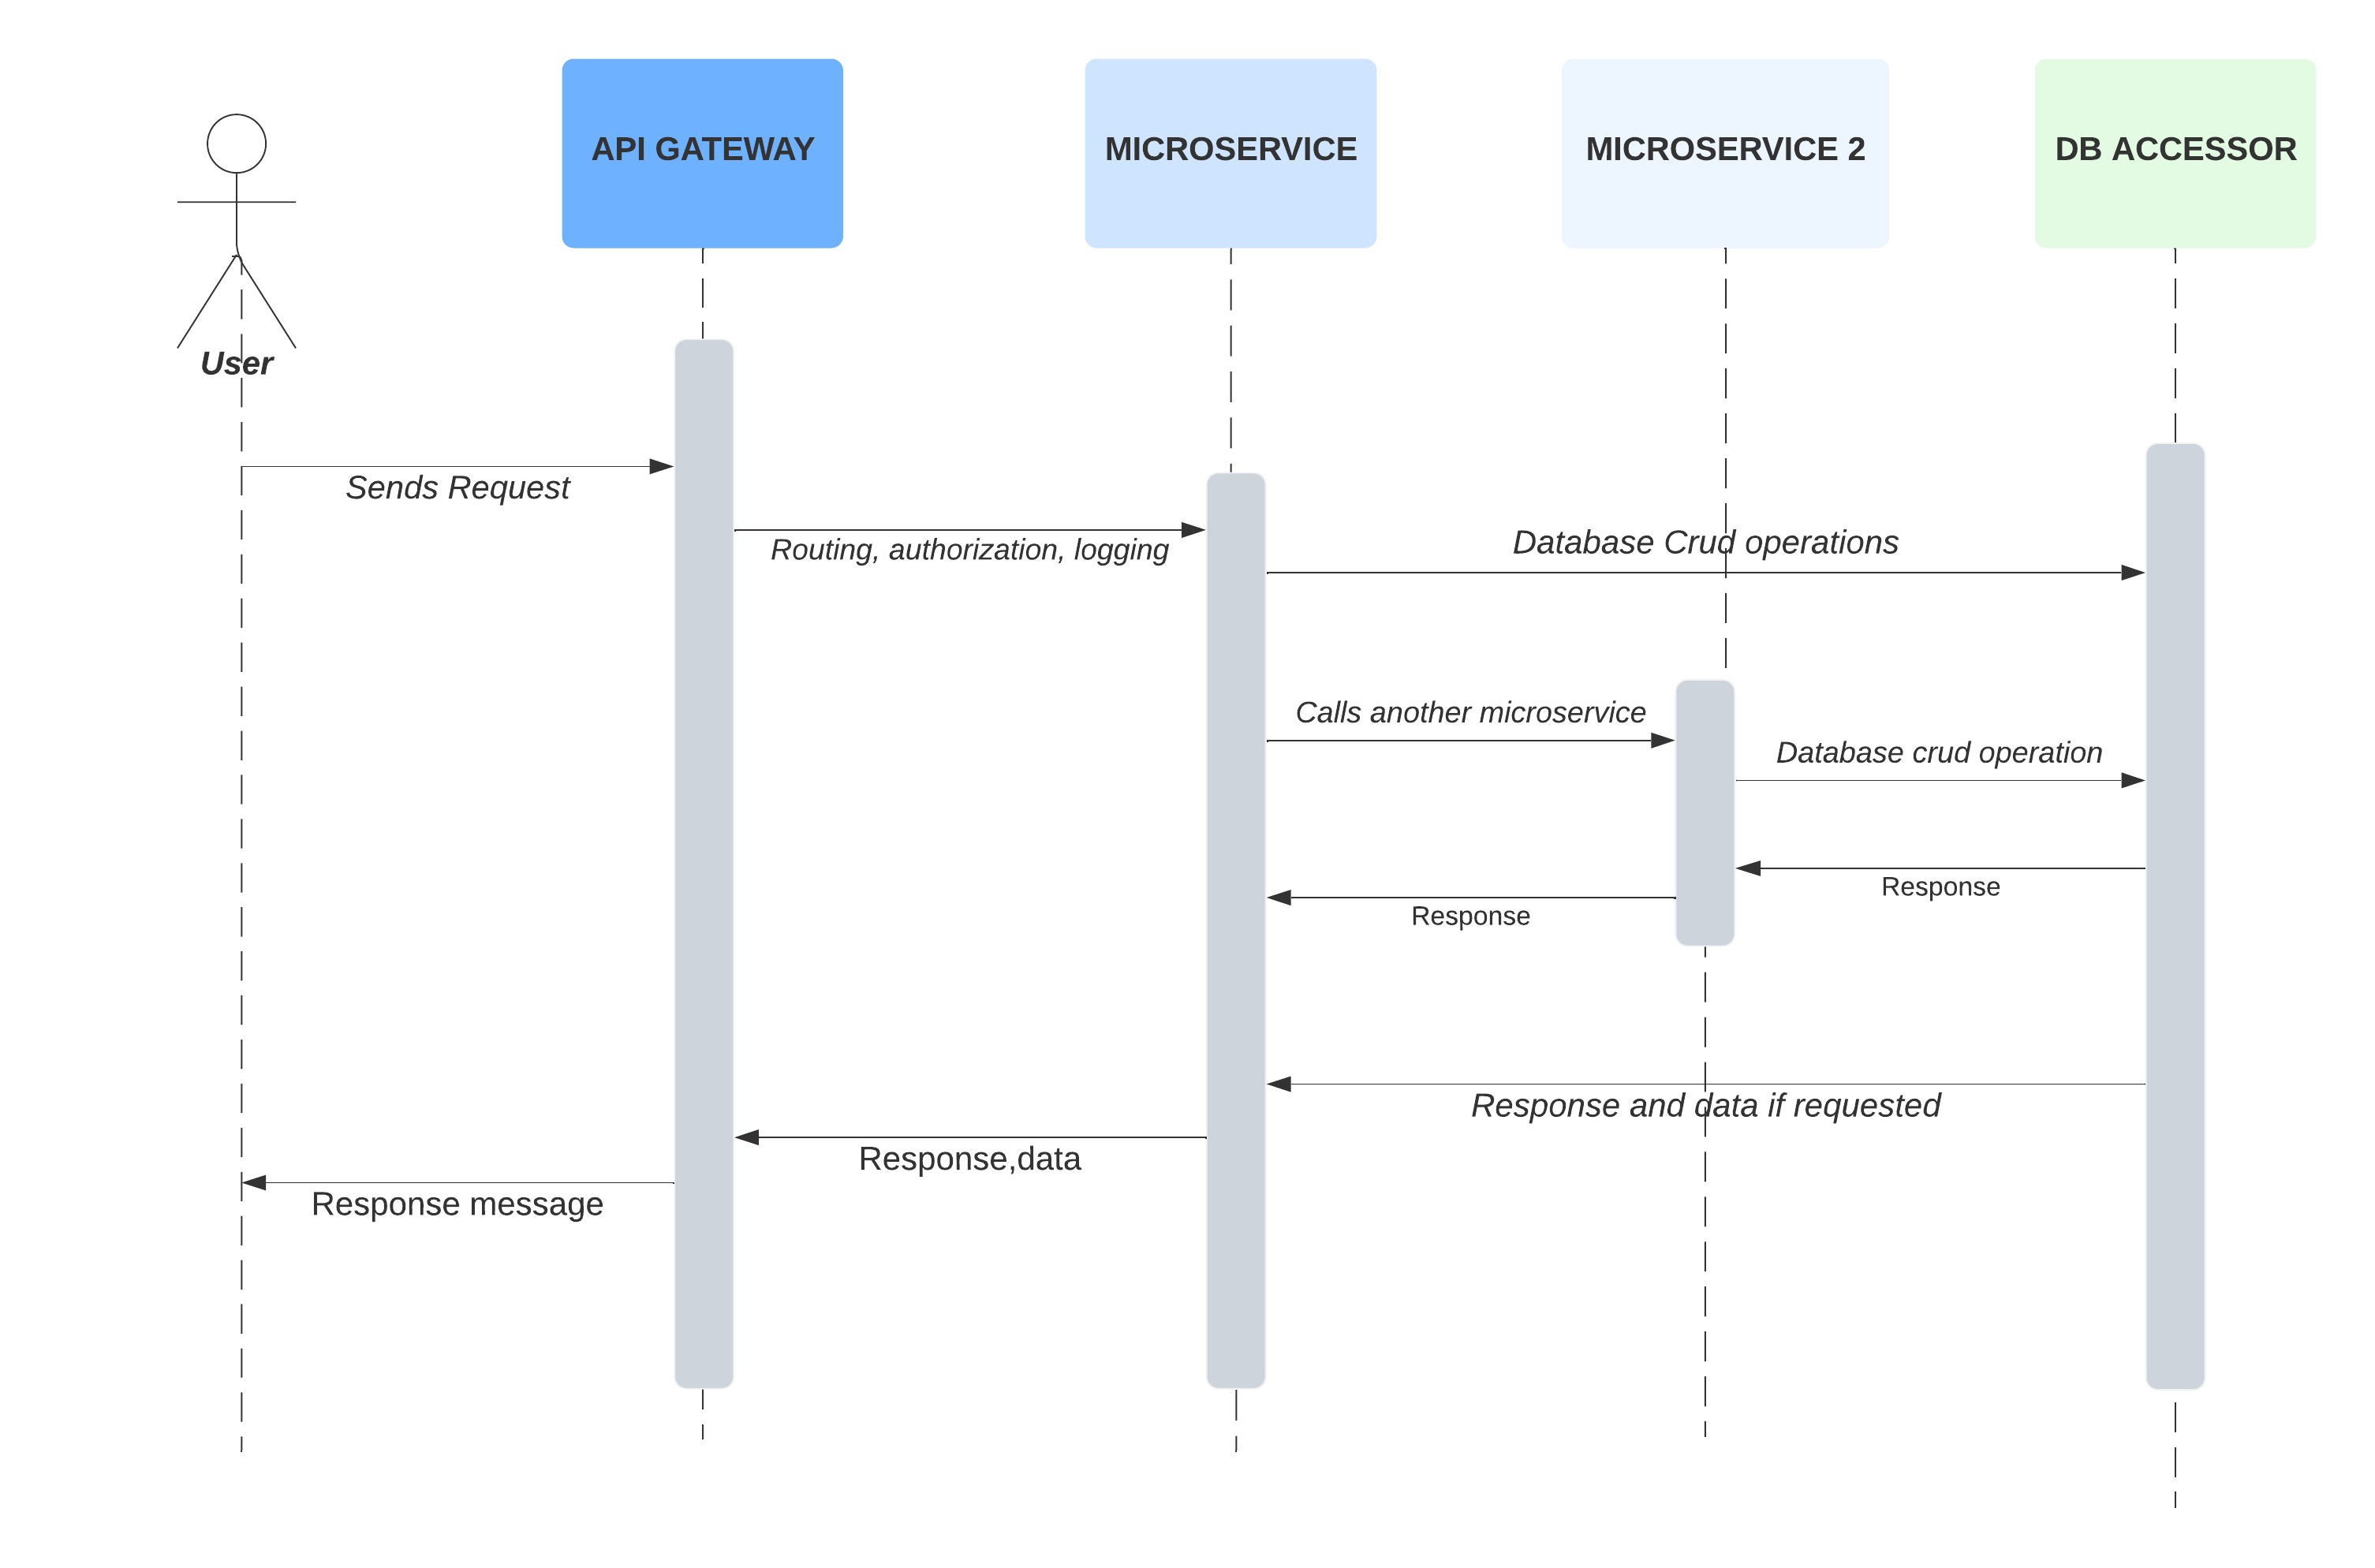 API GATEWAY
MICROSERVICE
MICROSERVICE 2
DB ACCESSOR
User
Sends Request
Routing, authorization, logging
Database Crud operations
Calls another microservice
Database crud operation
Response
Response
Response and data if requested
Response,data
Response message